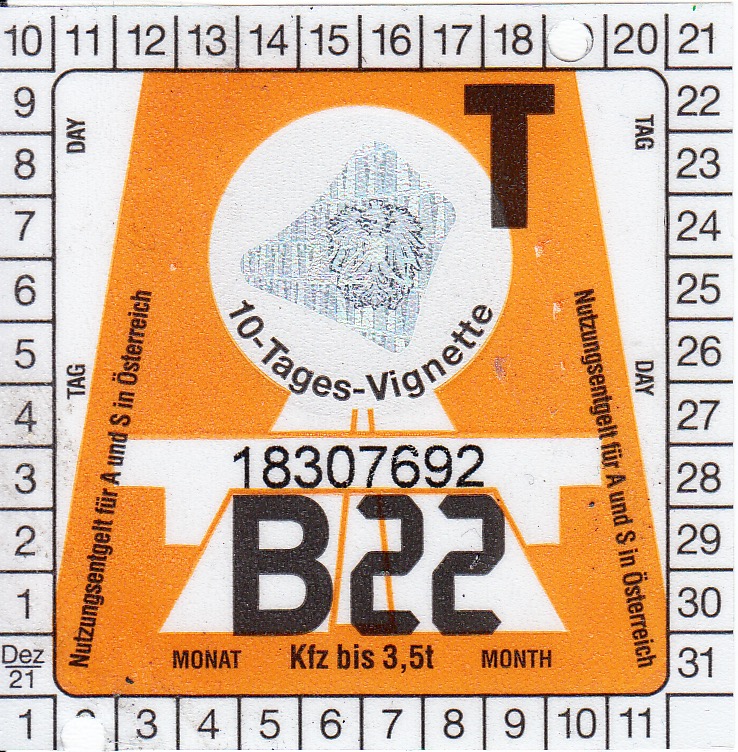 10 11 12 13 14 15 16 17 18 20 21
9 DAY T TAG 22
8 23
7 24
6 25
5 TAG DAY 26
4 27
3 28
2 29
1 30
Dez 21 31
10-Tages-Vignette
Nutzungsentgelt für A und S in Österreich
Nutzungsentgelt für A und S in Österreich
18307692
B22
MONAT Kfz bis 3,5t MONTH
1 3 4 5 6 7 8 9 10 11